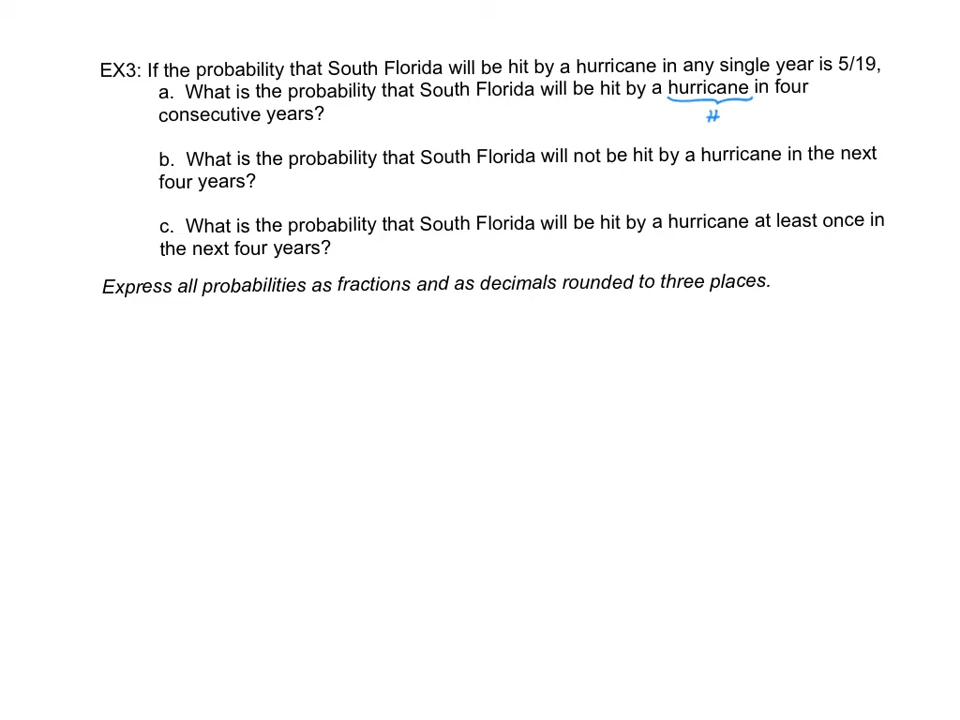 EX3: If the probability that South Florida will be hit by a hurricane in any single year is 5/19,
a. What is the probability that South Florida will be hit by a hurricane in four
consecutive years?
H
b. What is the probability that South Florida will not be hit by a hurricane in the next
four years?
c. What is the probability that South Florida will be hit by a hurricane at least once in
the next four years?
Express all probabilities as fractions and as decimals rounded to three places.